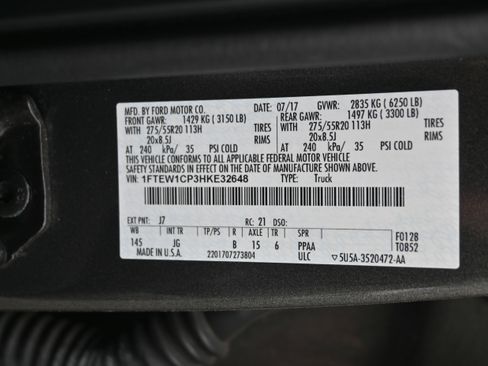 MFD. BY FORD MOTOR CO. DATE: 07/17 GVWR: 2835 KG ( 6250 LB)
FRONT GAWR: 1429 KG ( 3150 LB) REAR GAWR: 1497 KG ( 3300 LB)
WITH 275/55R20 113H TIRES WITH 275/55R20 113H TIRES
20x8.5J RIMS 20x8.5J RIMS
AT 240 kPa/ 35 PSI COLD AT 240 kPa/ 35 PSI COLD
THIS VEHICLE CONFORMS TO ALL APPLICABLE FEDERAL MOTOR VEHICLE
SAFETY STANDARDS IN EFFECT ON THE DATE OF MANUFACTURE SHOWN ABOVE.
VIN: 1FTEW1CP3HKE32648 TYPE: Truck
EXT PNT: J7 RC: 21 DSO: F0128
WB INT TR TP/PS R AXLE TR SPR T0852
145 JG B 15 6 PPAA
MADE IN U.S.A. 2201707273804 ULC 5U5A-3520472-AA